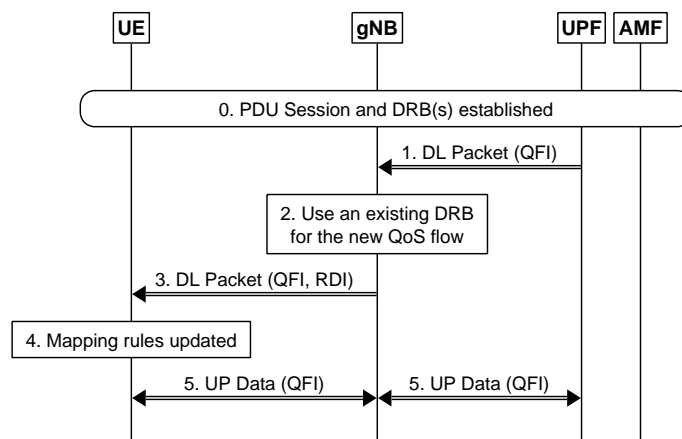 UE gNB UPF AMF
0. PDU Session and DRB(s) established
1. DL Packet (QFI)
2. Use an existing DRB
for the new QoS flow
3. DL Packet (QFI, RDI)
4. Mapping rules updated
5. UP Data (QFI) 5. UP Data (QFI)